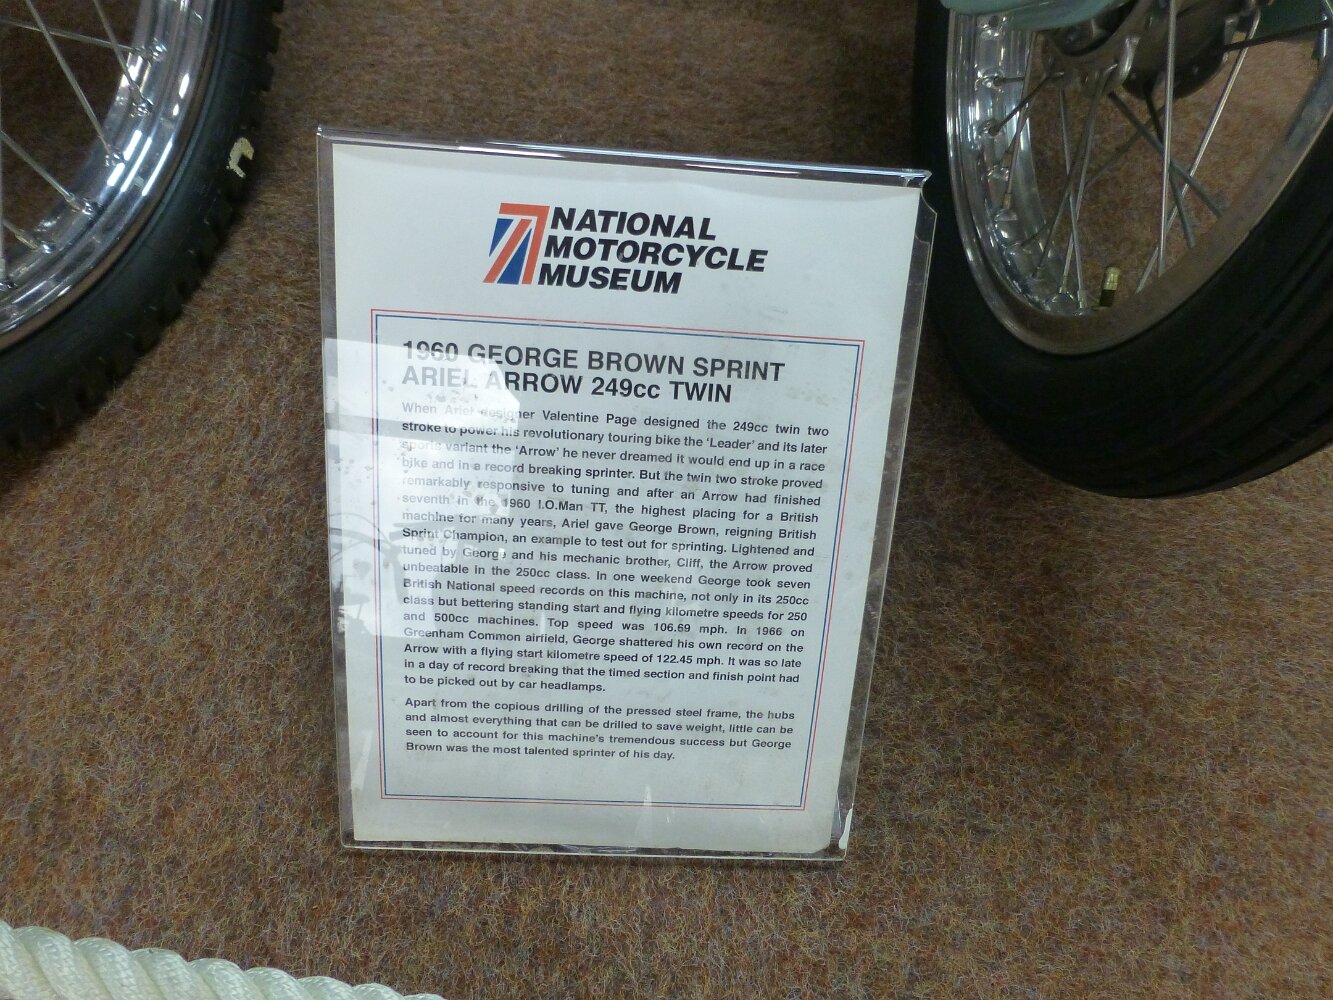 NATIONAL
MOTORCYCLE
MUSEUM
1960 GEORGE BROWN SPRINT
ARIEL ARROW 249cc TWIN
When Ariel designer Valentine Page designed the 249cc twin two
stroke to power his revolutionary touring bike the 'Leader' and its later
sports variant the 'Arrow' he never dreamed it would end up in a race
bike and in a record breaking sprinter. But the twin two stroke proved
remarkably responsive to tuning and after an Arrow had finished
seventh in the 1960 I.O.Man TT, the highest placing for a British
machine for many years, Ariel gave George Brown, reigning British
Sprint Champion, an example to test out for sprinting. Lightened and
tuned by George and his mechanic brother, Cliff, the Arrow proved
unbeatable in the 250cc class. In one weekend George took seven
British National speed records on this machine, not only in its 250cc
class but bettering standing start and flying kilometre speeds for 250
and 500cc machines. Top speed was 106.69 mph. In 1966 on
Greenham Common airfield, George shattered his own record on the
Arrow with a flying start kilometre speed of 122.45 mph. It was so late
in a day of record breaking that the timed section and finish point had
to be picked out by car headlamps.
Apart from the copious drilling of the pressed steel frame, the hubs
and almost everything that can be drilled to save weight, little can be
seen to account for this machine's tremendous success but George
Brown was the most talented sprinter of his day.